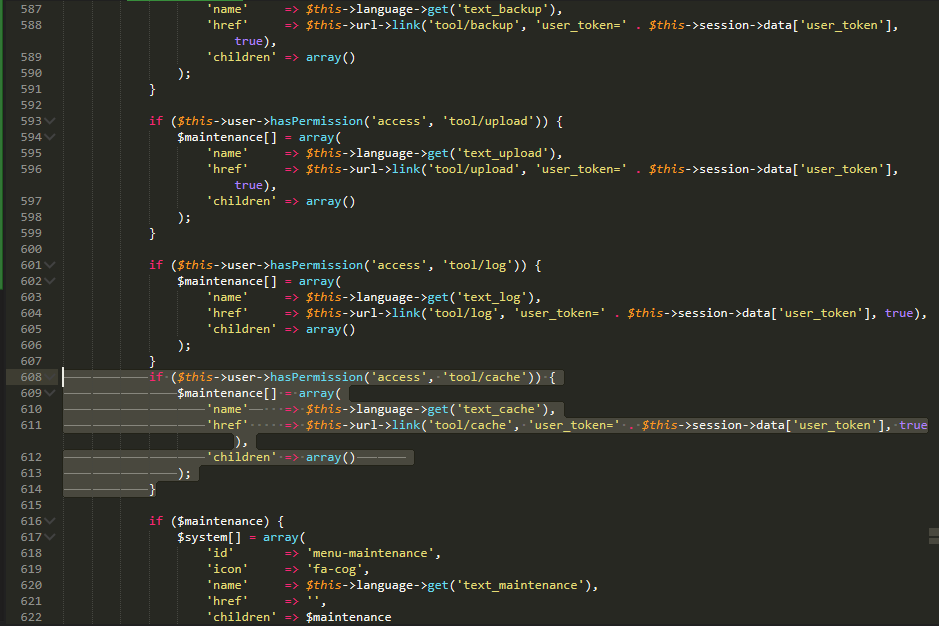 587 'name' => $this->language->get('text_backup'),
588 'href' => $this->url->link('tool/backup', 'user_token=' . $this->session->data['user_token'],
true),
589 'children' => array()
590 );
591 }
592
593 if ($this->user->hasPermission('access', 'tool/upload')) {
594 $maintenance[] = array(
595 'name' => $this->language->get('text_upload'),
596 'href' => $this->url->link('tool/upload', 'user_token=' . $this->session->data['user_token'],
true),
597 'children' => array()
598 );
599 }
600
601 if ($this->user->hasPermission('access', 'tool/log')) {
602 $maintenance[] = array(
603 'name' => $this->language->get('text_log'),
604 'href' => $this->url->link('tool/log', 'user_token=' . $this->session->data['user_token'], true),
605 'children' => array()
606 );
607 }
608 if ($this->user->hasPermission('access', 'tool/cache')) {
609 $maintenance[] = array(
610 'name' => $this->language->get('text_cache'),
611 'href' => $this->url->link('tool/cache', 'user_token=' . $this->session->data['user_token'], true
),
612 'children' => array()
613 );
614 }
615
616 if ($maintenance) {
617 $system[] = array(
618 'id' => 'menu-maintenance',
619 'icon' => 'fa-cog',
620 'name' => $this->language->get('text_maintenance'),
621 'href' => '',
622 'children' => $maintenance